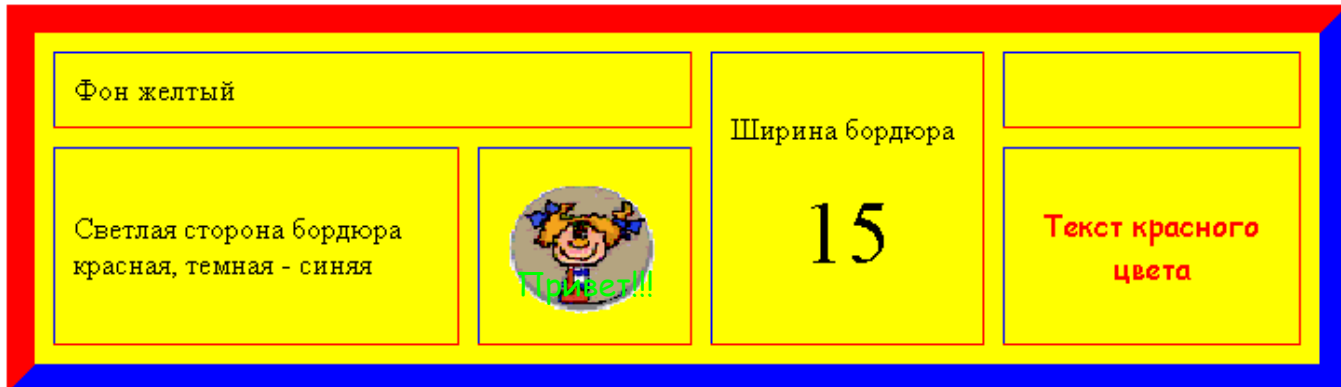 Фон желтый
Ширина бордюра
15
Светлая сторона бордюра
красная, темная - синяя
Привет!!!
Текст красного
цвета